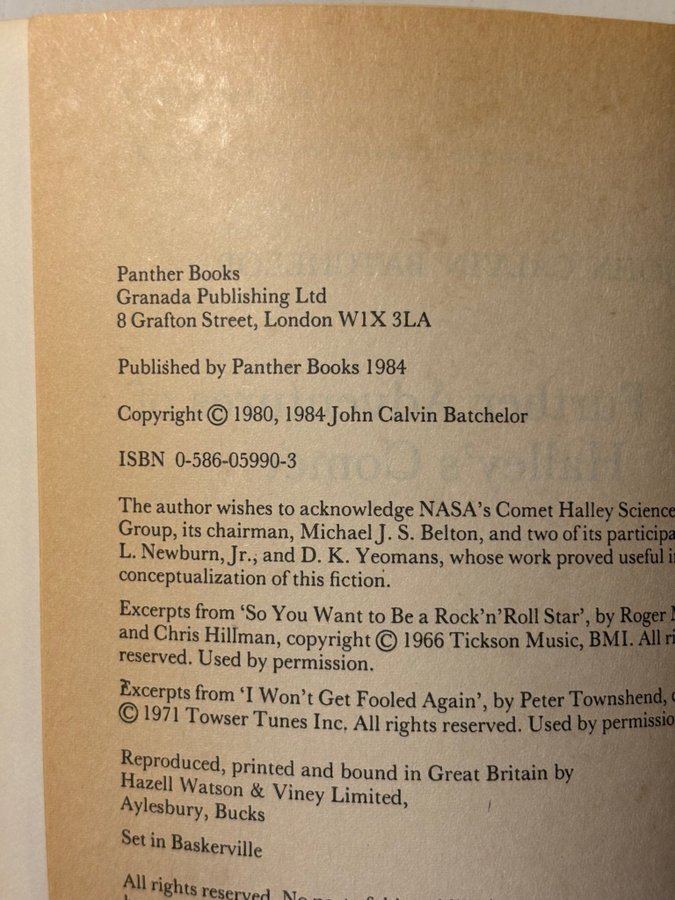 Panther Books
Granada Publishing Ltd
8 Grafton Street, London W1X 3LA
Published by Panther Books 1984
Copyright © 1980, 1984 John Calvin Batchelor
ISBN 0-586-05990-3
The author wishes to acknowledge NASA's Comet Halley Science
Group, its chairman, Michael J. S. Belton, and two of its
L. Newburn, Jr., and D. K. Yeomans, whose work proved useful
conceptualization of this fiction.
Excerpts from 'So You Want to Be a Rock'n'Roll Star', by Roger
and Chris Hillman, copyright © 1966 Tickson Music, BMI. All
reserved. Used by permission.
Excerpts from 'I Won't Get Fooled Again', by Peter Townshend,
© 1971 Towser Tunes Inc. All rights reserved. Used by
Reproduced, printed and bound in Great Britain by
Hazell Watson & Viney Limited,
Aylesbury, Bucks
Set in Baskerville
All rights reserved. No